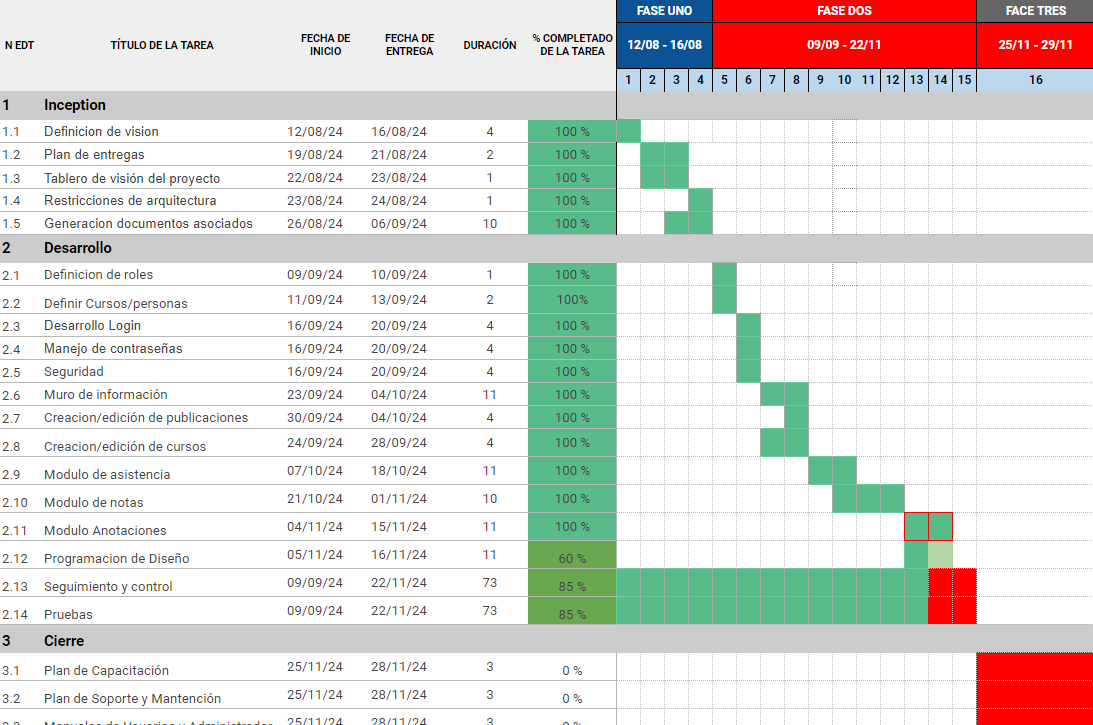 FASE UNO FASE DOS FACE TRES
N EDT TÍTULO DE LA TAREA FECHA DE INICIO FECHA DE ENTREGA DURACIÓN % COMPLETADO DE LA TAREA 12/08 - 16/08 09/09 - 22/11 25/11 - 29/11
1 2 3 4 5 6 7 8 9 10 11 12 13 14 15 16
1 Inception
1.1 Definicion de vision 12/08/24 16/08/24 4 100 %
1.2 Plan de entregas 19/08/24 21/08/24 2 100 %
1.3 Tablero de visión del proyecto 22/08/24 23/08/24 1 100 %
1.4 Restricciones de arquitectura 23/08/24 24/08/24 1 100 %
1.5 Generacion documentos asociados 26/08/24 06/09/24 10 100 %
2 Desarrollo
2.1 Definicion de roles 09/09/24 10/09/24 1 100 %
2.2 Definir Cursos/personas 11/09/24 13/09/24 2 100%
2.3 Desarrollo Login 16/09/24 20/09/24 4 100 %
2.4 Manejo de contraseñas 16/09/24 20/09/24 4 100 %
2.5 Seguridad 16/09/24 20/09/24 4 100 %
2.6 Muro de información 23/09/24 04/10/24 11 100 %
2.7 Creacion/edición de publicaciones 30/09/24 04/10/24 4 100 %
2.8 Creacion/edición de cursos 24/09/24 28/09/24 4 100 %
2.9 Modulo de asistencia 07/10/24 18/10/24 11 100 %
2.10 Modulo de notas 21/10/24 01/11/24 10 100 %
2.11 Modulo Anotaciones 04/11/24 15/11/24 11 100 %
2.12 Programacion de Diseño 05/11/24 16/11/24 11 60 %
2.13 Seguimiento y control 09/09/24 22/11/24 73 85 %
2.14 Pruebas 09/09/24 22/11/24 73 85 %
3 Cierre
3.1 Plan de Capacitación 25/11/24 28/11/24 3 0 %
3.2 Plan de Soporte y Mantención 25/11/24 28/11/24 3 0 %
25/11/24 28/11/24 3